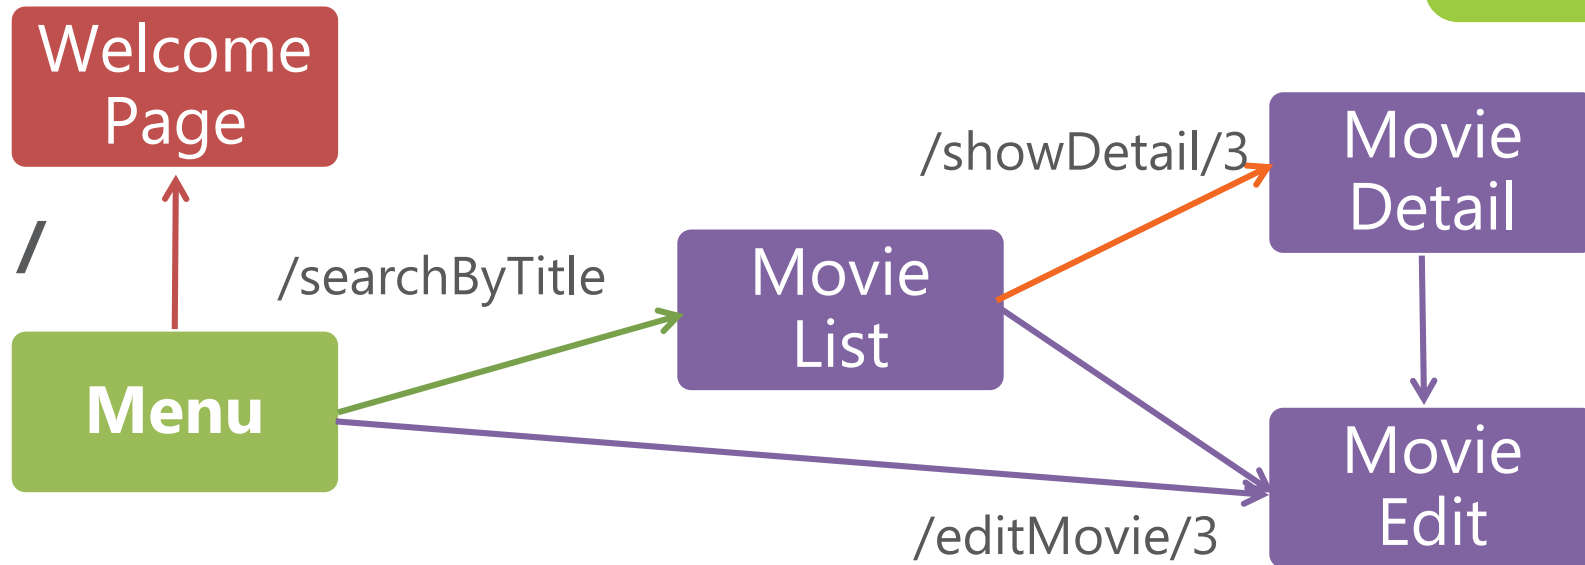 Welcome
Page
/
/searchByTitle
Menu
Movie
List
/showDetail/3
Movie
Detail
/editMovie/3
Movie
Edit